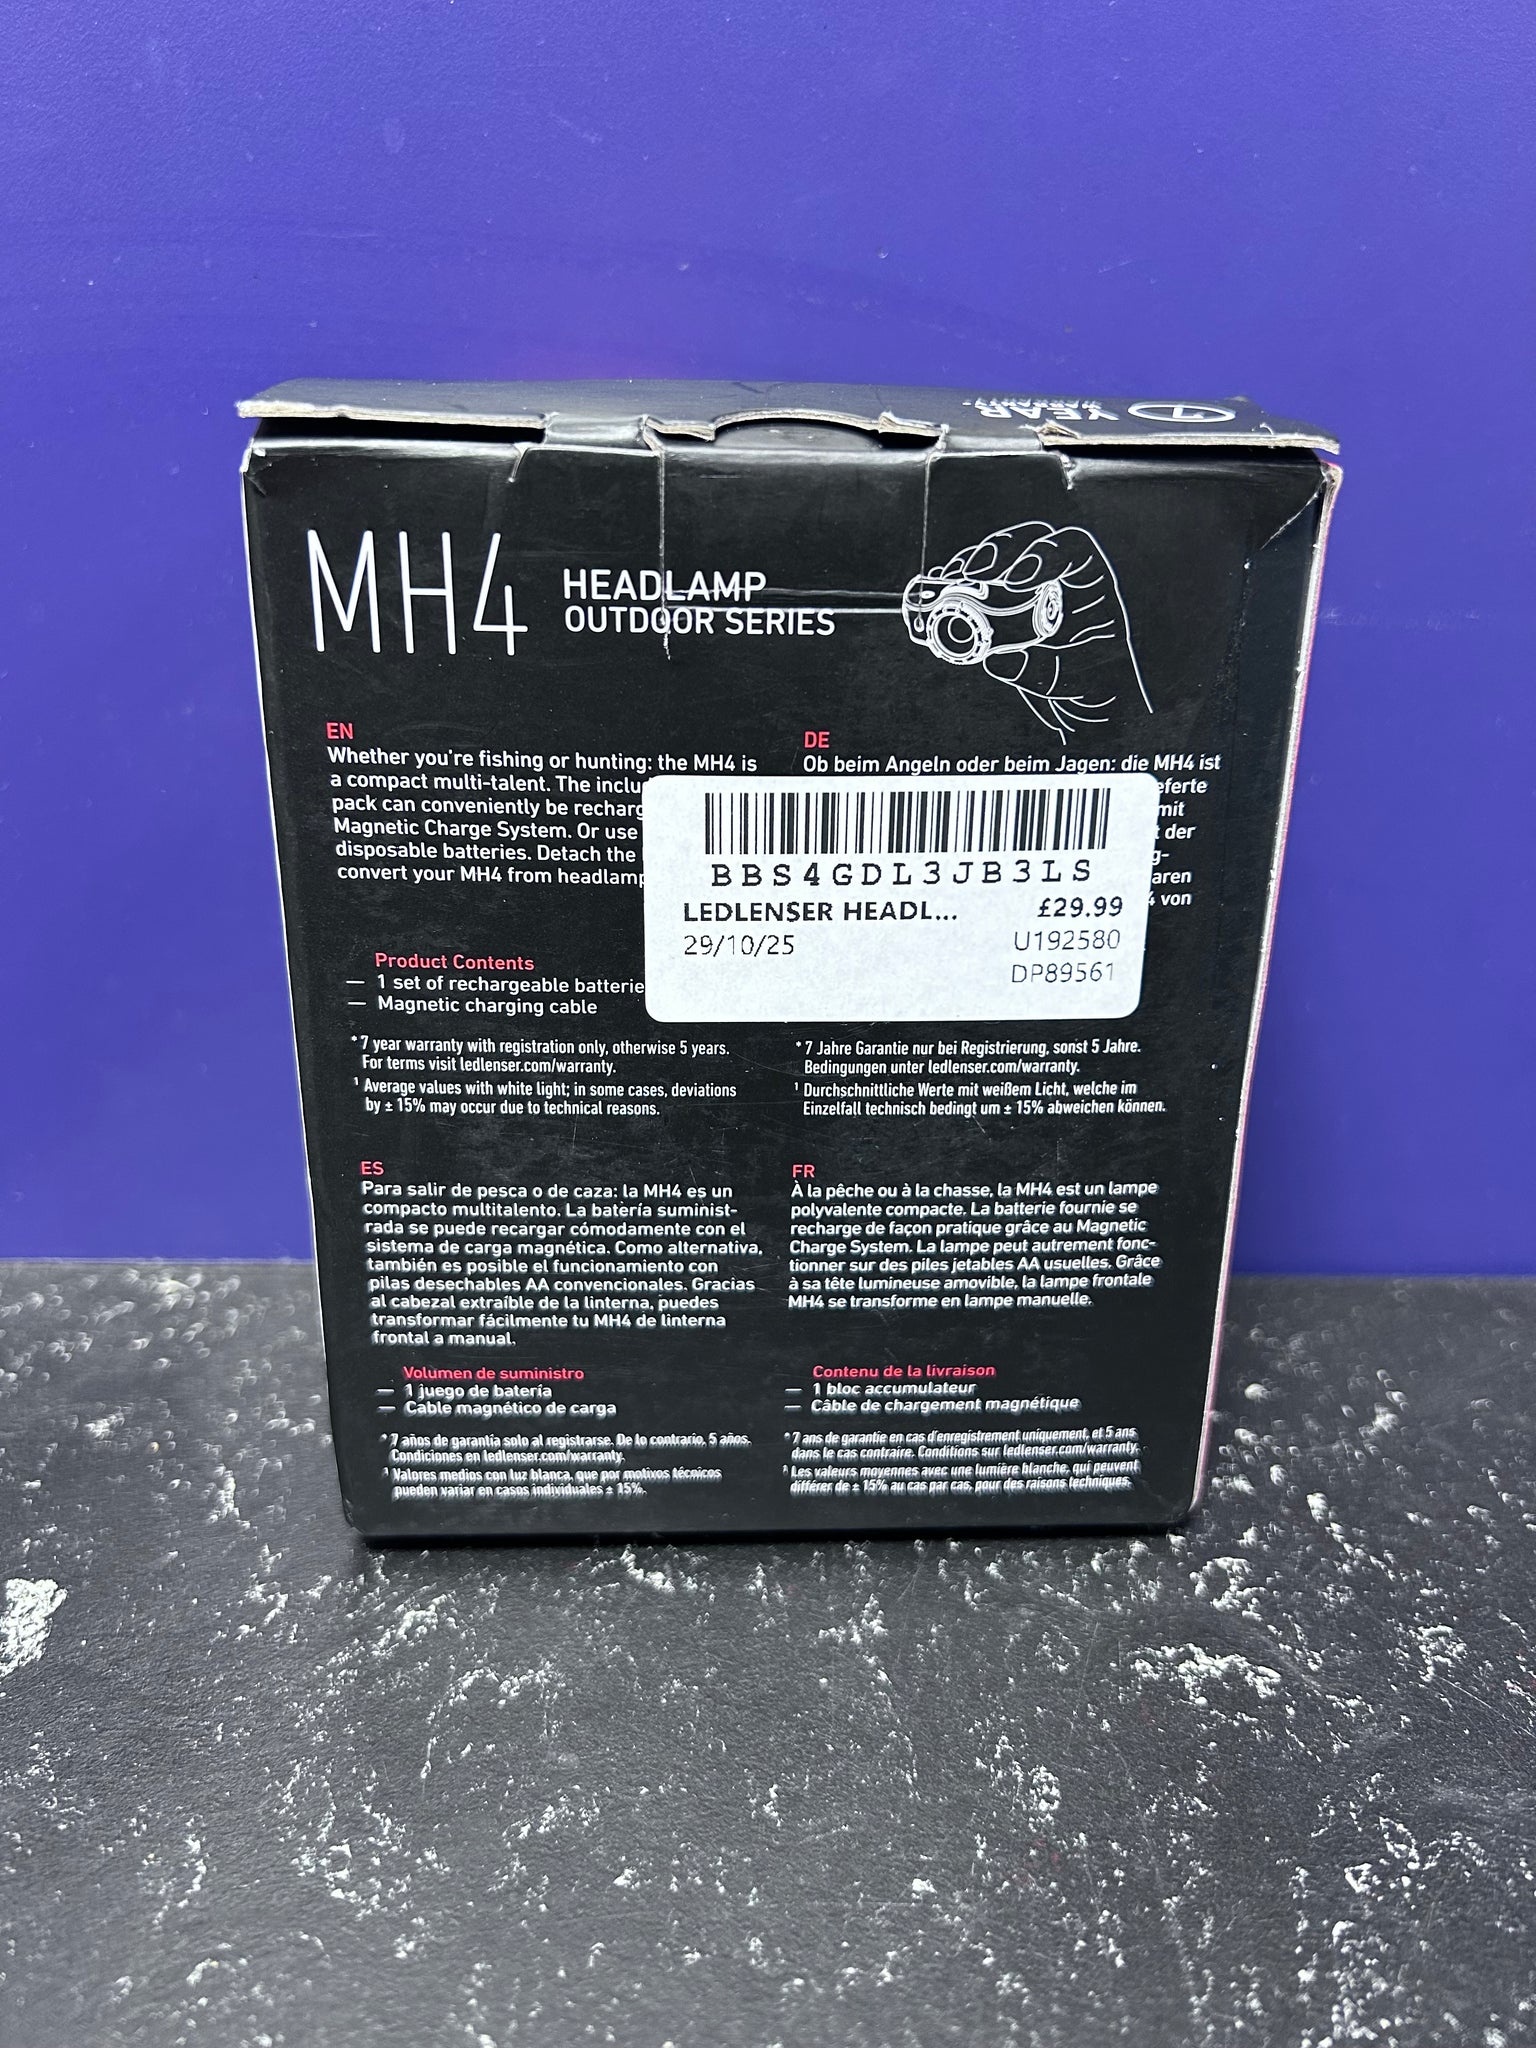 7 YEAR
WARRANTY*
MH4
HEADLAMP
OUTDOOR SERIES
EN
Whether you're fishing or hunting: the MH4 is
a compact multi-talent. The inclu
pack can conveniently be recharg
Magnetic Charge System. Or use
disposable batteries. Detach the
convert your MH4 from headlamp
Product Contents
— 1 set of rechargeable batterie
— Magnetic charging cable
* 7 year warranty with registration only, otherwise 5 years.
For terms visit ledlenser.com/warranty.
¹ Average values with white light; in some cases, deviations
by ± 15% may occur due to technical reasons.
DE
Ob beim Angeln oder beim Jagen: die MH4 ist
eferte
mit
t der
g-
aren
4 von
BBS4GDL3JB3LS
LEDLENSER HEADL... £29.99
29/10/25 U192580
DP89561
* 7 Jahre Garantie nur bei Registrierung, sonst 5 Jahre.
Bedingungen unter ledlenser.com/warranty.
¹ Durchschnittliche Werte mit weißem Licht, welche im
Einzelfall technisch bedingt um ± 15% abweichen können.
ES
Para salir de pesca o de caza: la MH4 es un
compacto multitalento. La batería suminist-
rada se puede recargar cómodamente con el
sistema de carga magnética. Como alternativa,
también es posible el funcionamiento con
pilas desechables AA convencionales. Gracias
al cabezal extraíble de la linterna, puedes
transformar fácilmente tu MH4 de linterna
frontal a manual.
Volumen de suministro
— 1 juego de batería
— Cable magnético de carga
* 7 años de garantía solo al registrarse. De lo contrario, 5 años.
Condiciones en ledlenser.com/warranty.
¹ Valores medios con luz blanca, que por motivos técnicos
pueden variar en casos individuales ± 15%.
FR
À la pêche ou à la chasse, la MH4 est un lampe
polyvalente compacte. La batterie fournie se
recharge de façon pratique grâce au Magnetic
Charge System. La lampe peut autrement fonc-
tionner sur des piles jetables AA usuelles. Grâce
à sa tête lumineuse amovible, la lampe frontale
MH4 se transforme en lampe manuelle.
Contenu de la livraison
— 1 bloc accumulateur
— Câble de chargement magnétique
* 7 ans de garantie en cas d'enregistrement uniquement, et 5 ans
dans le cas contraire. Conditions sur ledlenser.com/warranty.
¹ Les valeurs moyennes avec une lumière blanche, qui peuvent
différer de ± 15% au cas par cas, pour des raisons techniques.